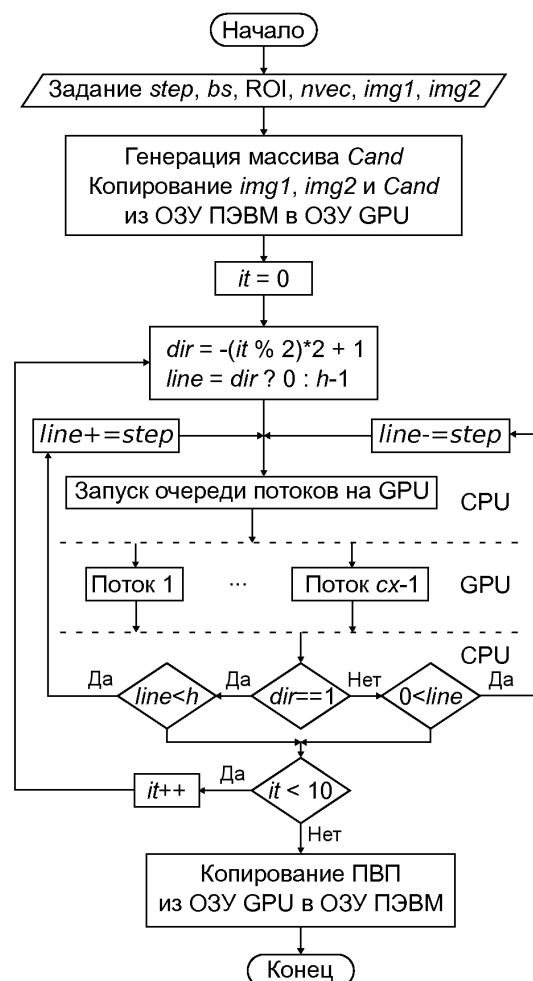 Начало
Задание step, bs, ROI, nvec, img1, img2
Генерация массива Cand
Копирование img1, img2 и Cand
из ОЗУ ПЭВМ в ОЗУ GPU
it = 0
dir = -(it % 2)*2 + 1
line = dir ? 0 : h-1
line+=step
line-=step
Запуск очереди потоков на GPU
CPU
Поток 1
...
Поток cx-1
GPU
CPU
Да
line<h
Да
dir==1
Нет
0<line
Да
it++
Да
it < 10
Нет
Копирование ПВП
из ОЗУ GPU в ОЗУ ПЭВМ
Конец